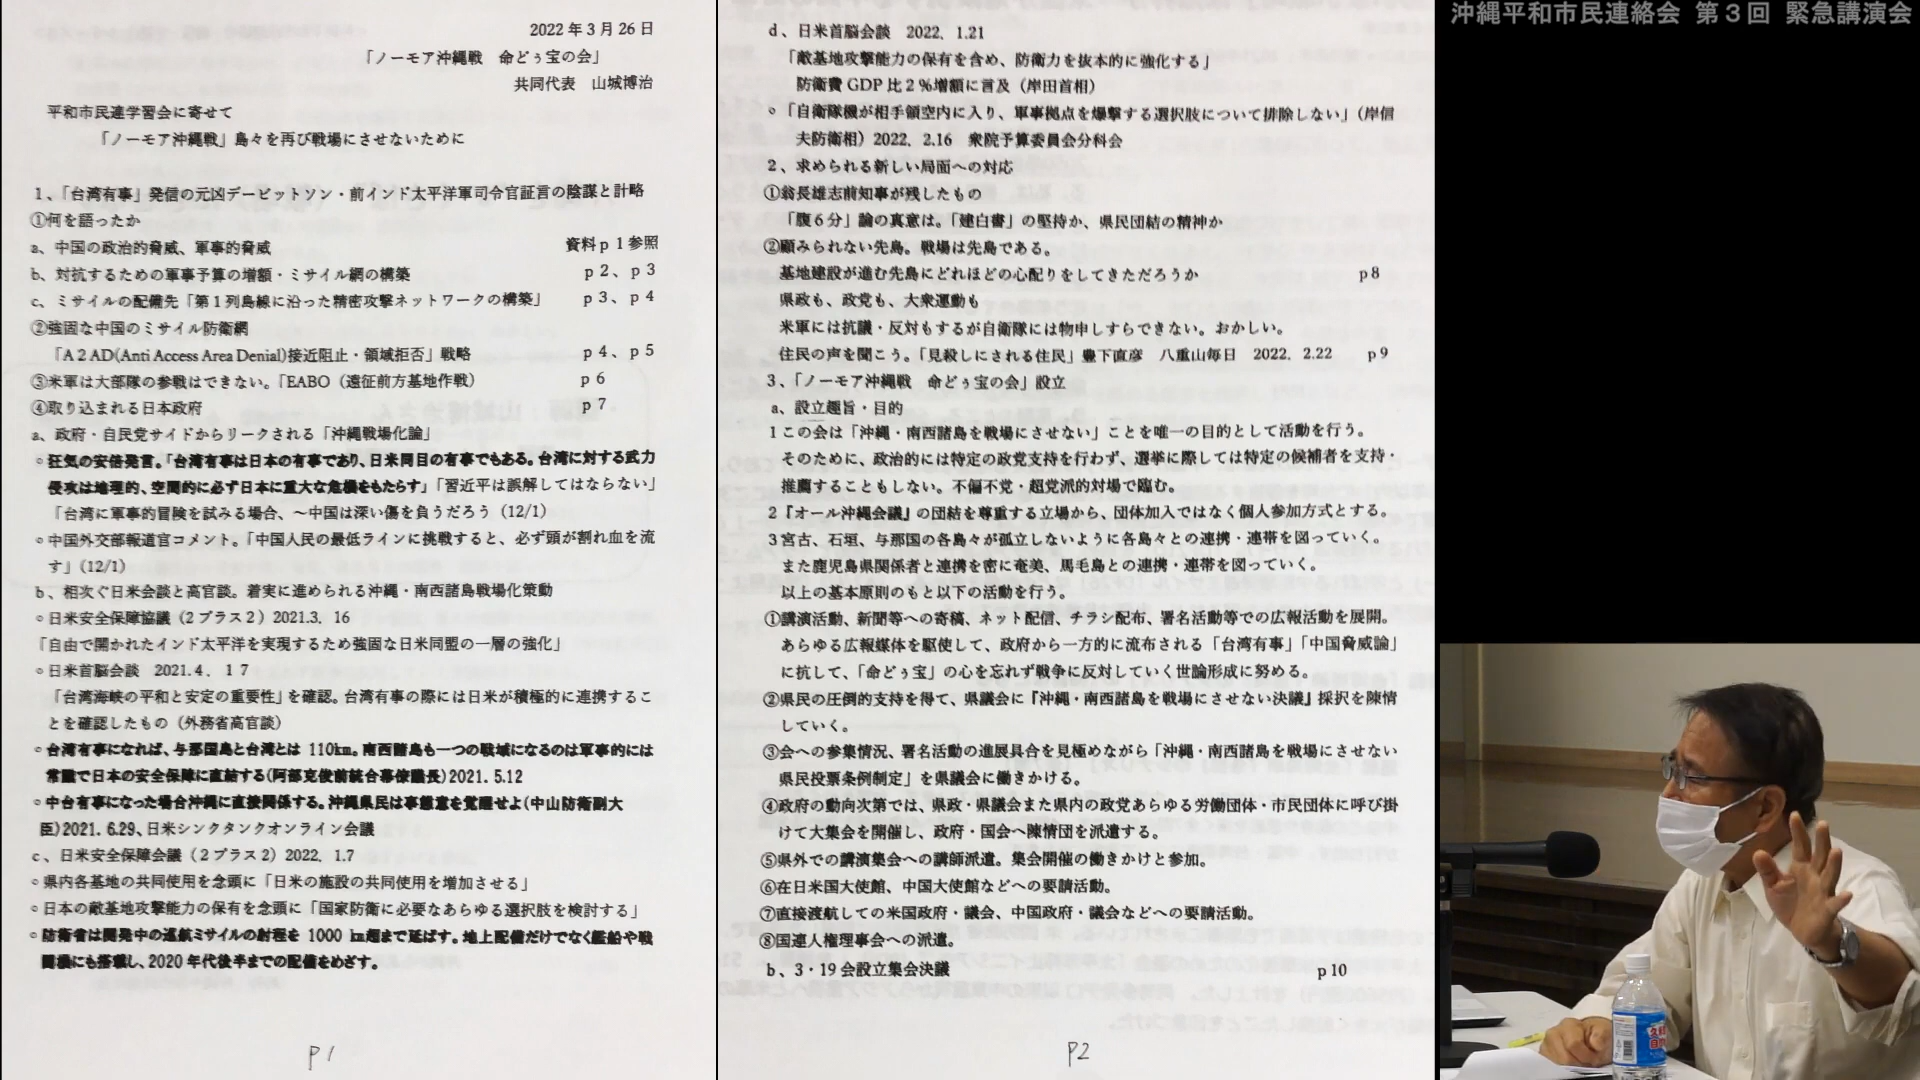 沖縄平和市民連絡会 第3回 緊急講演会
2022年3月26日
「ノーモア沖縄戦 命どぅ宝の会」
共同代表 山城博治
平和市民連学習会に寄せて
「ノーモア沖縄戦」島々を再び戦場にさせないために
1、「台湾有事」発信の元凶デービットソン・前インド太平洋軍司令官証言の陰謀と計略
①何を語ったか
a、中国の政治的脅威、軍事的脅威 資料p1参照
b、対抗するための軍事予算の増額・ミサイル網の構築 p2、p3
c、ミサイルの配備先「第1列島線に沿った精密攻撃ネットワークの構築」 p3、p4
②強固な中国のミサイル防衛網
「A2AD(Anti Access Area Denial)接近阻止・領域拒否」戦略 p4、p5
③米軍は大部隊の参戦はできない。「EABO（遠征前方基地作戦） p6
④取り込まれる日本政府 p7
a、政府・自民党サイドからリークされる「沖縄戦場化論」
○狂気の安倍発言。「台湾有事は日本の有事であり、日米同目の有事でもある。台湾に対する武力
侵攻は地理的、空間的に必ず日本に重大な危機をもたらす」「習近平は誤解してはならない」
「台湾に軍事的冒険を試みる場合、～中国は深い傷を負うだろう（12/1)
○中国外交部報道官コメント。「中国人民の最低ラインに挑戦すると、必ず頭が割れ血を流
す」(12/1)
b、相次ぐ日米会談と高官談。着実に進められる沖縄・南西諸島戦場化策動
○日米安全保障協議（2プラス2）2021.3.16
「自由で開かれたインド太平洋を実現するため強固な日米同盟の一層の強化」
○日米首脳会談 2021.4.17
「台湾海峡の平和と安定の重要性」を確認。台湾有事の際には日米が積極的に連携するこ
とを確認したもの（外務省高官談）
○台湾有事になれば、与那国島と台湾とは110km。南西諸島も一つの戦域になるのは軍事的には
常識で日本の安全保障に直結する(阿部克俊前統合幕僚議長)2021.5.12
○中台有事になった場合沖縄に直接関係する。沖縄県民は事態意を覚醒せよ(中山防衛副大
臣)2021.6.29、日米シンクタンクオンライン会議
c、日米安全保障会議（2プラス2）2022.1.7
○県内各基地の共同使用を念頭に「日米の施設の共同使用を増加させる」
○日本の敵基地攻撃能力の保有を念頭に「国家防衛に必要なあらゆる選択肢を検討する」
○防衛省は開発中の巡航ミサイルの射程を1000km超まで延ばす。地上配備だけでなく艦船や戦
闘機にも搭載し、2020年代後半までの配備をめざす。
P1
d、日米首脳会談 2022.1.21
「敵基地攻撃能力の保有を含め、防衛力を抜本的に強化する」
防衛費GDP比2％増額に言及（岸田首相）
○「自衛隊機が相手領空内に入り、軍事拠点を爆撃する選択肢について排除しない」（岸信
夫防衛相）2022.2.16 衆院予算委員会分科会
2、求められる新しい局面への対応
①翁長雄志前知事が残したもの
「腹6分」論の真意は。「建白書」の堅持か、県民団結の精神か
②顧みられない先島。戦場は先島である。
基地建設が進む先島にどれほどの心配りをしてきただろうか p8
県政も、政党も、大衆運動も
米軍には抗議・反対もするが自衛隊には物申しすらできない。おかしい。
住民の声を聞こう。「見殺しにされる住民」豊下直彦 八重山毎日 2022.2.22 p9
3、「ノーモア沖縄戦 命どぅ宝の会」設立
a、設立趣旨・目的
1この会は「沖縄・南西諸島を戦場にさせない」ことを唯一の目的として活動を行う。
そのために、政治的には特定の政党支持を行わず、選挙に際しては特定の候補者を支持・
推薦することもしない。不偏不党・超党派的対場で臨む。
2『オール沖縄会議』の団結を尊重する立場から、団体加入ではなく個人参加方式とする。
3宮古、石垣、与那国の各島々が孤立しないように各島々との連携・連帯を図っていく。
また鹿児島県関係者と連携を密に奄美、馬毛島との連携・連帯を図っていく。
以上の基本原則のもと以下の活動を行う。
①講演活動、新聞等への寄稿、ネット配信、チラシ配布、署名活動等での広報活動を展開。
あらゆる広報媒体を駆使して、政府から一方的に流布される「台湾有事」「中国脅威論」
に抗して、「命どぅ宝」の心を忘れず戦争に反対していく世論形成に努める。
②県民の圧倒的支持を得て、県議会に『沖縄・南西諸島を戦場にさせない決議』採択を陳情
していく。
③会への参集情況、署名活動の進展具合を見極めながら「沖縄・南西諸島を戦場にさせない
県民投票条例制定」を県議会に働きかける。
④政府の動向次第では、県政・県議会また県内の政党あらゆる労働団体・市民団体に呼び掛
けて大集会を開催し、政府・国会へ陳情団を派遣する。
⑤県外での講演集会への講師派遣。集会開催の働きかけと参加。
⑥在日米国大使館、中国大使館などへの要請活動。
⑦直接渡航しての米国政府・議会、中国政府・議会などへの要請活動。
⑧国連人権理事会への派遣。
b、3・19会設立集会決議 p10
P2